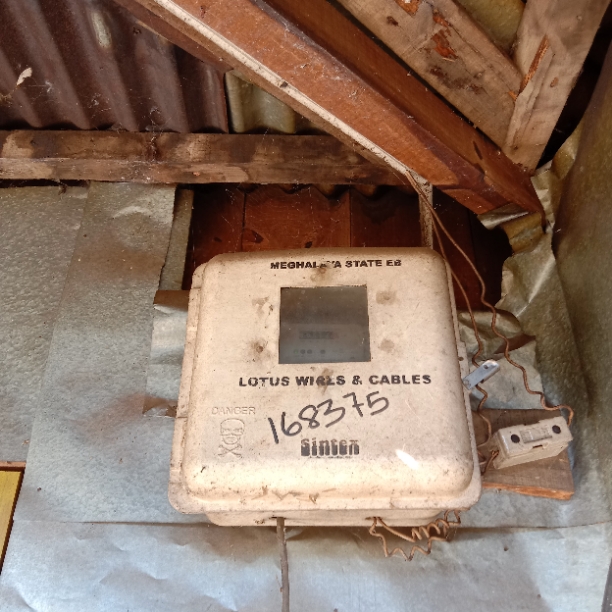 MEGHALAYA STATE EB
LOTUS WIRES & CABLES
DANGER
168375
Sintex